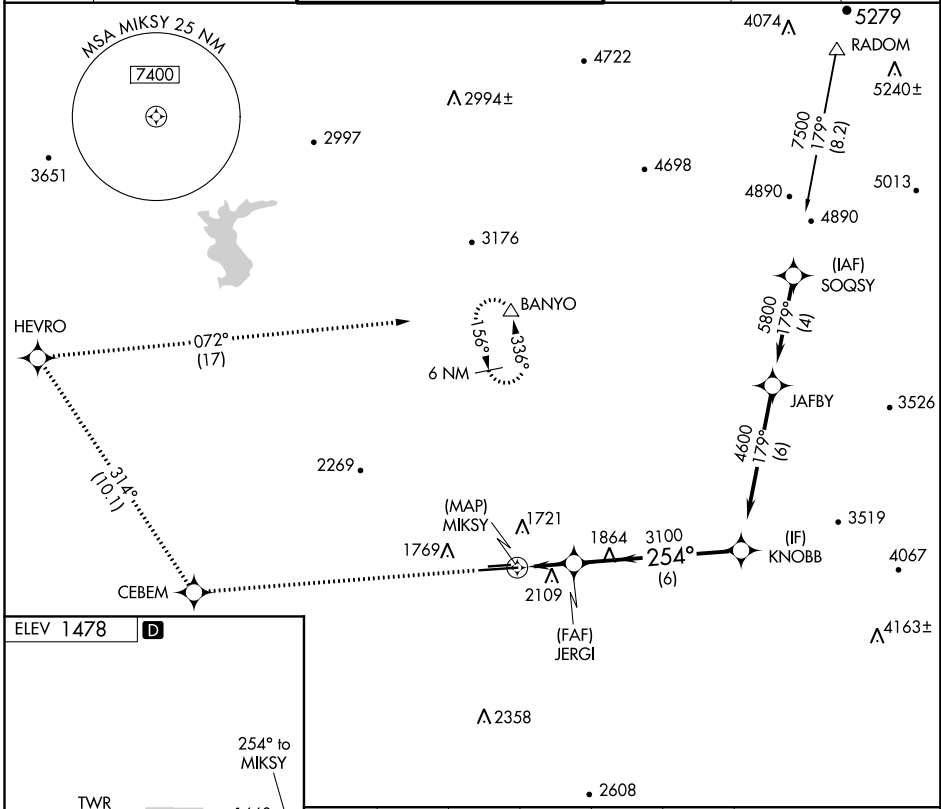 MSA MIKSY 25 NM
7400
4074
5279
RADOM
5240±
4722
2994±
2997
3651
7500
179°
(8.2)
4698
4890
4890
5013
3176
(IAF)
SOQSY
BANYO
156°
336°
6 NM
5800
179°
(4)
HEVRO
072°
(17)
JAFBY
3526
4600
179°
(6)
314°
(10.1)
2269
(MAP)
MIKSY
1721
1769
1864
3100
254°
(6)
3519
(IF)
KNOBB
4067
2109
CEBEM
(FAF)
JERGI
4163±
ELEV 1478
D
2358
254° to
MIKSY
2608
TWR